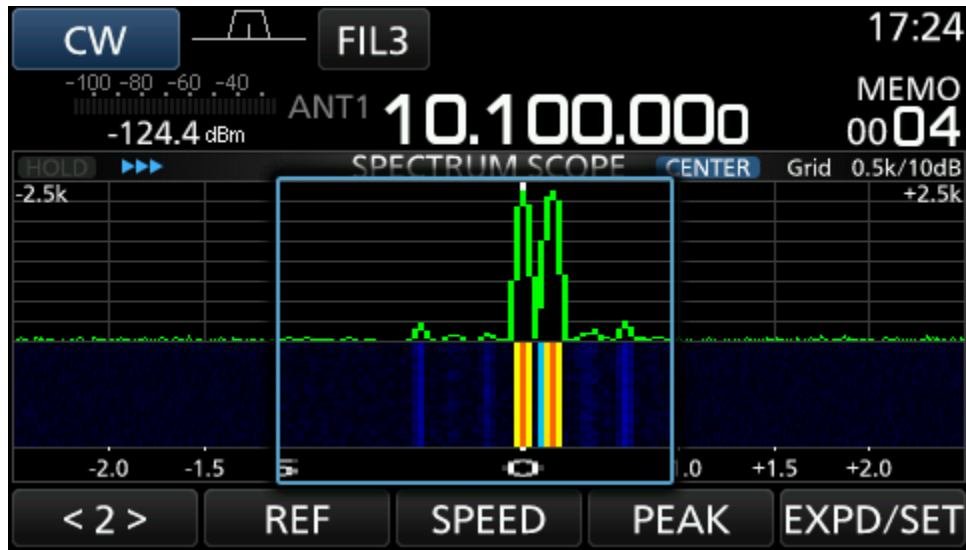 CW FIL3 17:24
-100 -80 -60 -40
ANT1 10.100.000 MEMO
-124.4 dBm 0004
HOLD SPECTRUM SCOPE CENTER Grid 0.5k/10dB
-2.5k +2.5k
-2.0 -1.5 .0 +1.5 +2.0
< 2 > REF SPEED PEAK EXPD/SET